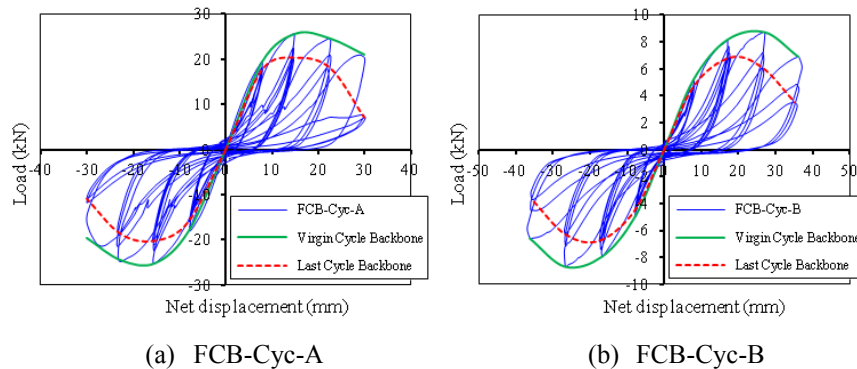 30
20
10
0
-10
-20
-30
-40 -30 -20 -10 0 10 20 30 40
Load (kN)
Net displacement (mm)
FCB-Cyc-A
Virgin Cycle Backbone
Last Cycle Backbone
(a) FCB-Cyc-A
10
8
6
4
2
0
-2
-4
-6
-8
-10
-50 -40 -30 -20 -10 0 10 20 30 40 50
Load (kN)
Net displacement (mm)
FCB-Cyc-B
Virgin Cycle Backbone
Last Cycle Backbone
(b) FCB-Cyc-B